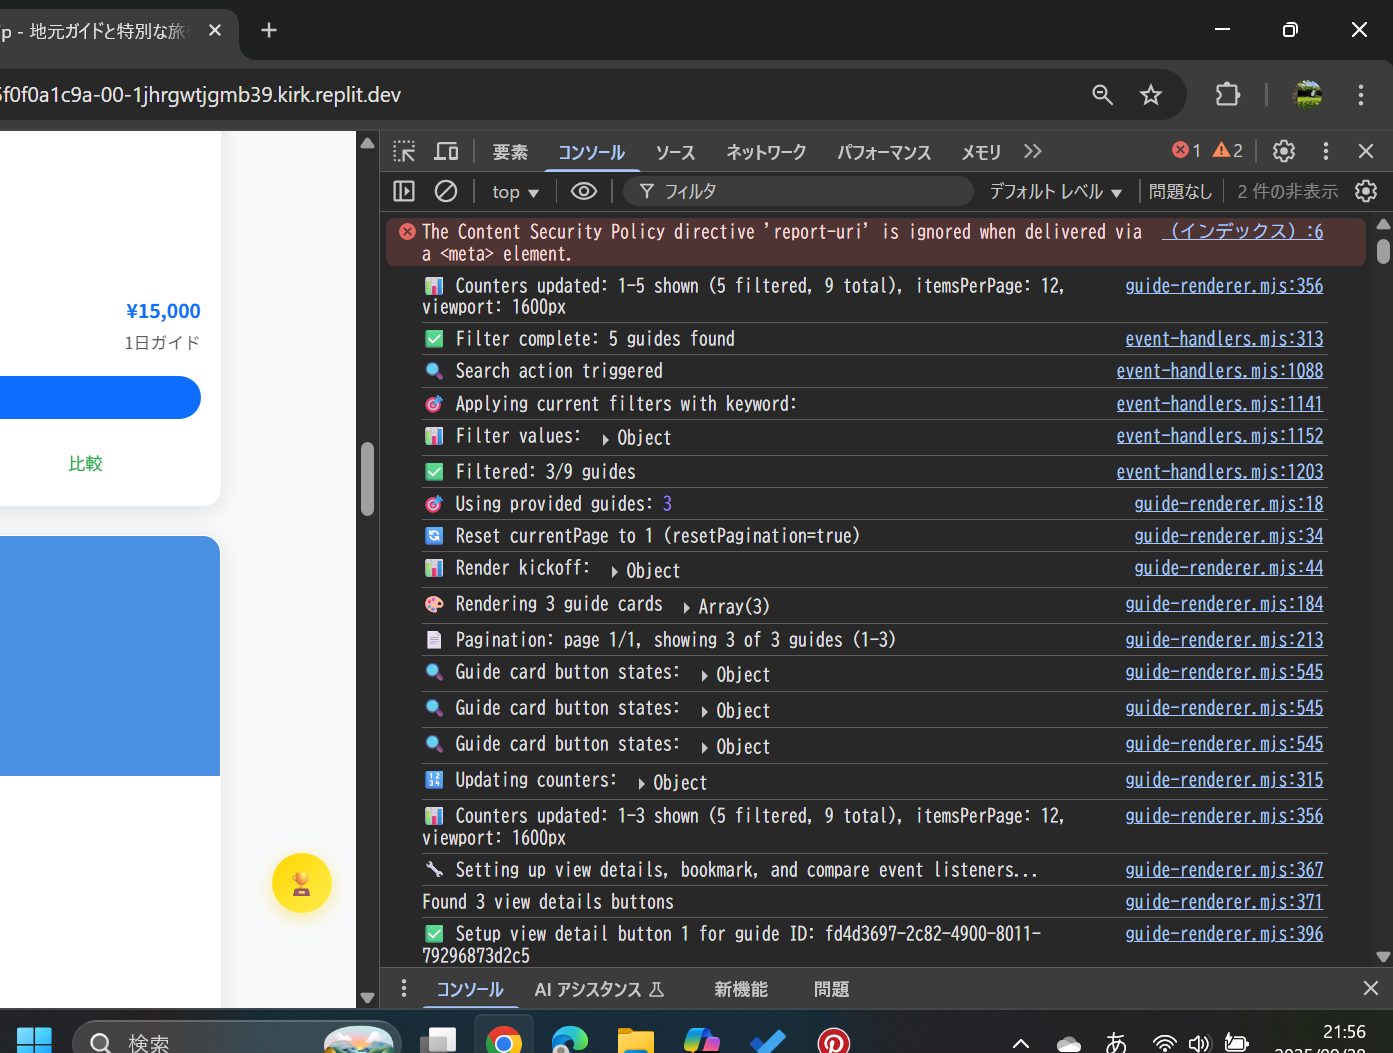 p - 地元ガイドと特別な旅
5f0f0a1c9a-00-1jhrgwtjgmb39.kirk.replit.dev
¥15,000
1日ガイド
比較
要素 コンソール ソース ネットワーク パフォーマンス メモリ 1 2
top フィルタ デフォルト レベル 問題なし 2 件の非表示
The Content Security Policy directive 'report-uri' is ignored when delivered via （インデックス）:6
a <meta> element.
📊 Counters updated: 1-5 shown (5 filtered, 9 total), itemsPerPage: 12, guide-renderer.mjs:356
viewport: 1600px
✅ Filter complete: 5 guides found event-handlers.mjs:313
🔍 Search action triggered event-handlers.mjs:1088
🎯 Applying current filters with keyword: event-handlers.mjs:1141
📊 Filter values: ▶ Object event-handlers.mjs:1152
✅ Filtered: 3/9 guides event-handlers.mjs:1203
🎯 Using provided guides: 3 guide-renderer.mjs:18
🔄 Reset currentPage to 1 (resetPagination=true) guide-renderer.mjs:34
📊 Render kickoff: ▶ Object guide-renderer.mjs:44
🎨 Rendering 3 guide cards ▶ Array(3) guide-renderer.mjs:184
📄 Pagination: page 1/1, showing 3 of 3 guides (1-3) guide-renderer.mjs:213
🔍 Guide card button states: ▶ Object guide-renderer.mjs:545
🔍 Guide card button states: ▶ Object guide-renderer.mjs:545
🔍 Guide card button states: ▶ Object guide-renderer.mjs:545
🔢 Updating counters: ▶ Object guide-renderer.mjs:315
📊 Counters updated: 1-3 shown (5 filtered, 9 total), itemsPerPage: 12, guide-renderer.mjs:356
viewport: 1600px
🔧 Setting up view details, bookmark, and compare event listeners... guide-renderer.mjs:367
Found 3 view details buttons guide-renderer.mjs:371
✅ Setup view detail button 1 for guide ID: fd4d3697-2c82-4900-8011- guide-renderer.mjs:396
79296873d2c5
コンソール AI アシスタンス 新機能 問題
検索 あ 21:56